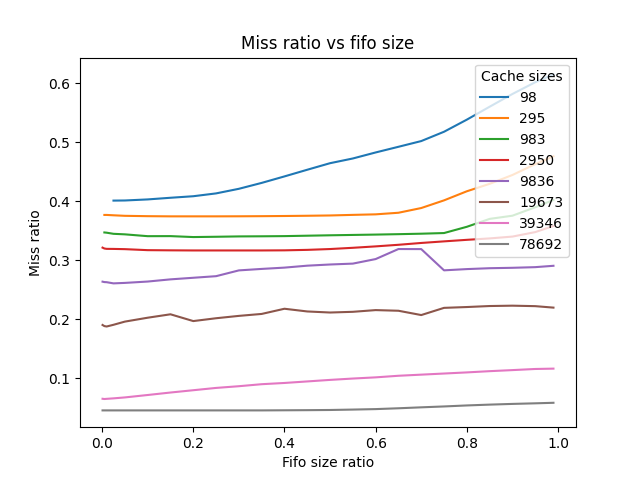 Miss ratio vs fifo size
Cache sizes
98
295
983
2950
9836
19673
39346
78692
Miss ratio
0.6
0.5
0.4
0.3
0.2
0.1
0.0 0.2 0.4 0.6 0.8 1.0
Fifo size ratio